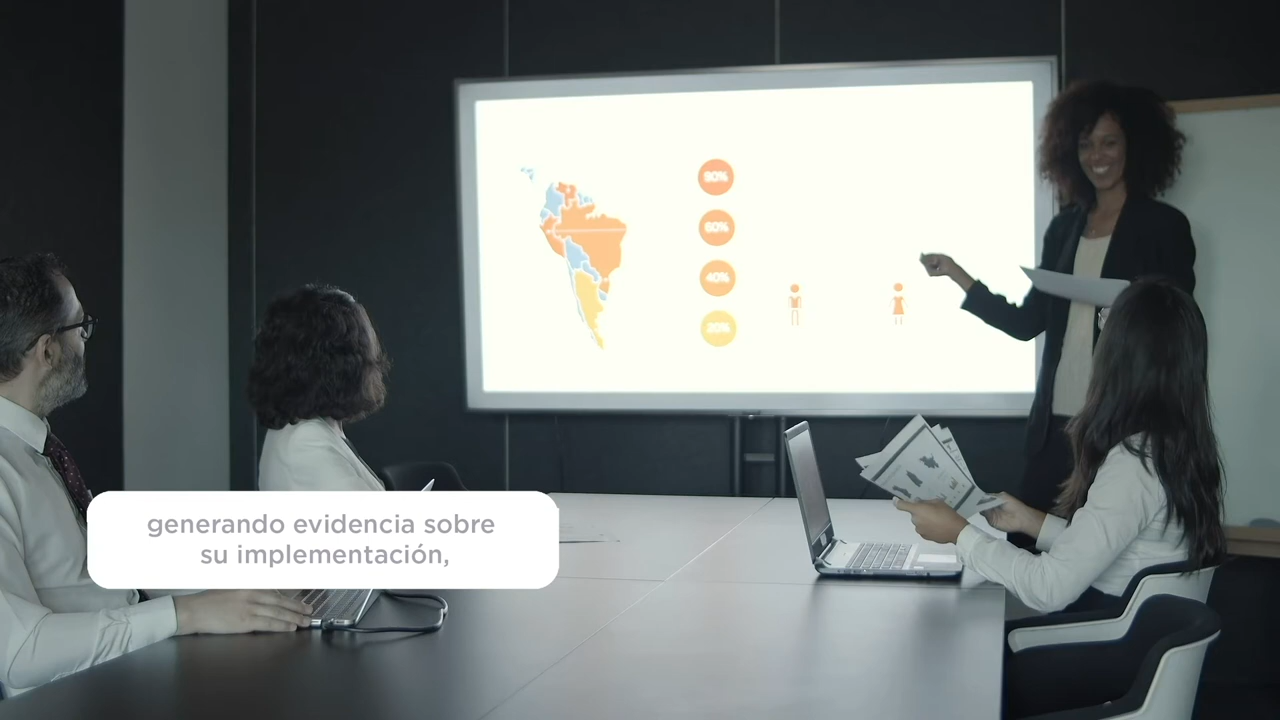 90%
60%
40%
20%
generando evidencia sobre
su implementación,